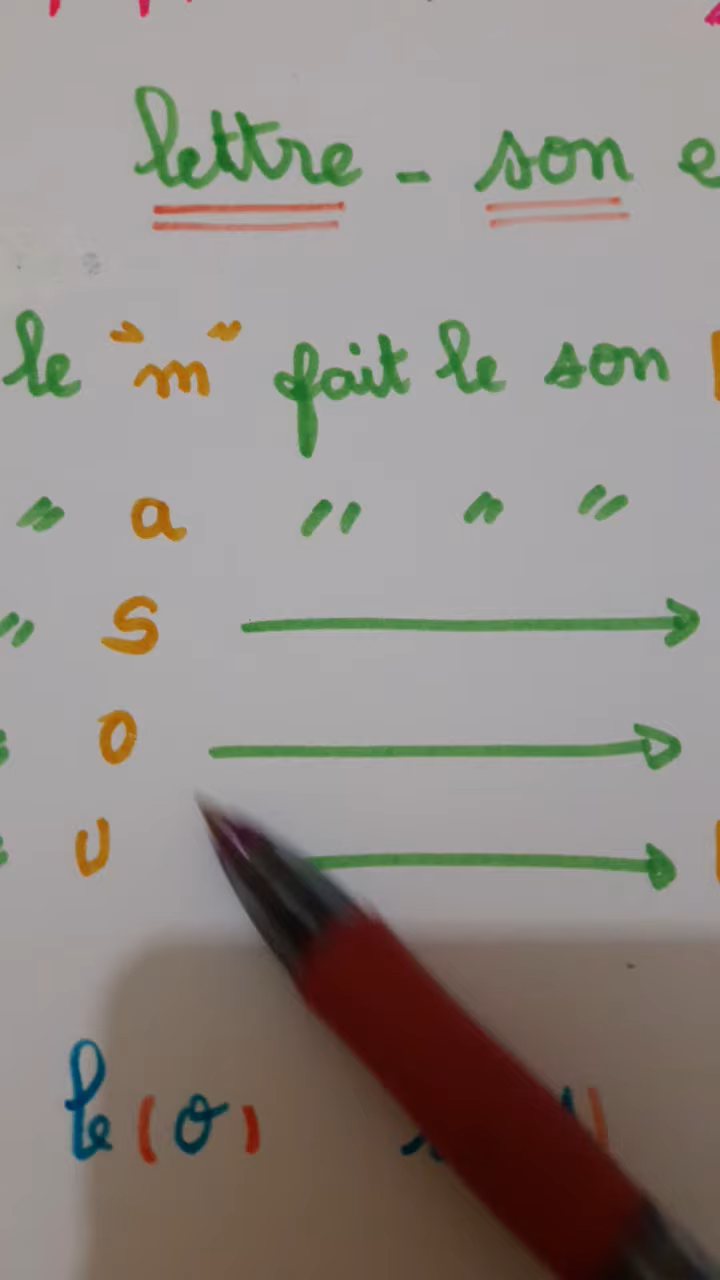 lettre - son e
le "m" fait le son [
" a " " "
" s →
" o →
" u → [
le (o)